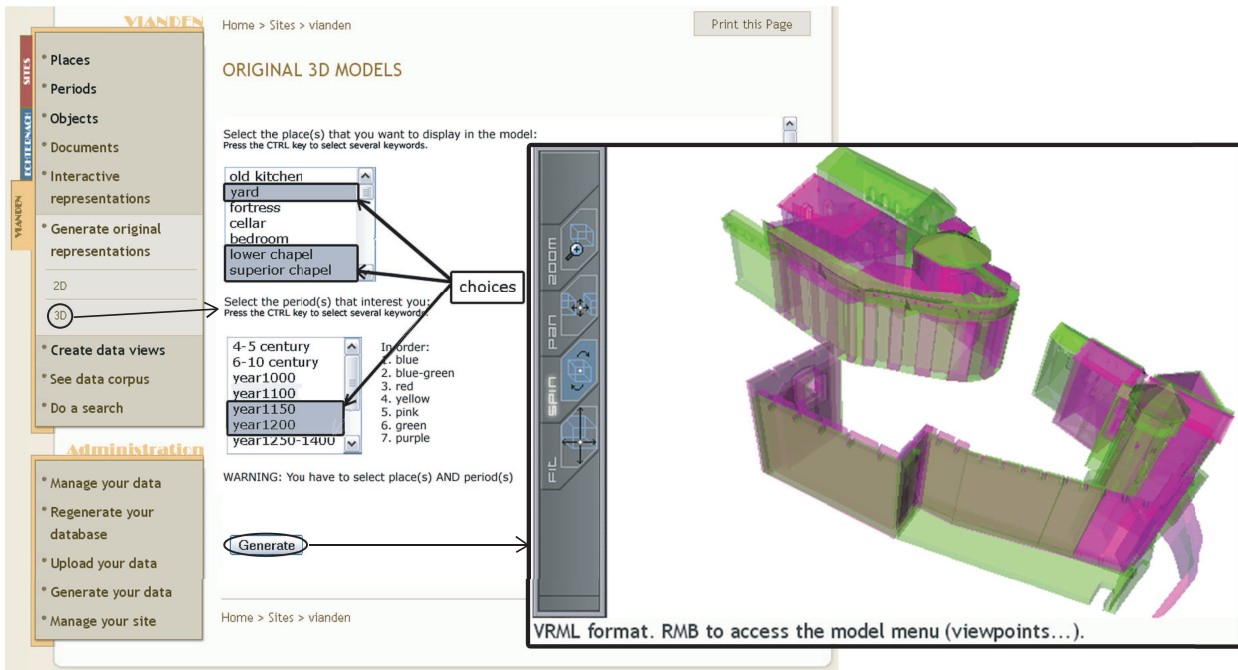 VIANDEN
Home > Sites > vianden
Print this Page
SITES
ECHTERNACH
VIANDEN
Places
Periods
Objects
Documents
Interactive
representations
Generate original
representations
2D
3D
Create data views
See data corpus
Do a search
Administration
Manage your data
Regenerate your
database
Upload your data
Generate your data
Manage your site
ORIGINAL 3D MODELS
Select the place(s) that you want to display in the model:
Press the CTRL key to select several keywords.
old kitchen
yard
fortress
cellar
bedroom
lower chapel
superior chapel
choices
Select the period(s) that interest you:
Press the CTRL key to select several keywords.
4-5 century
6-10 century
year1000
year1100
year1150
year1200
year1250-1400
In order:
1. blue
2. blue-green
3. red
4. yellow
5. pink
6. green
7. purple
WARNING: You have to select place(s) AND period(s)
Generate
Home > Sites > vianden
zoom
pan
spin
fit
VRML format. RMB to access the model menu (viewpoints...).